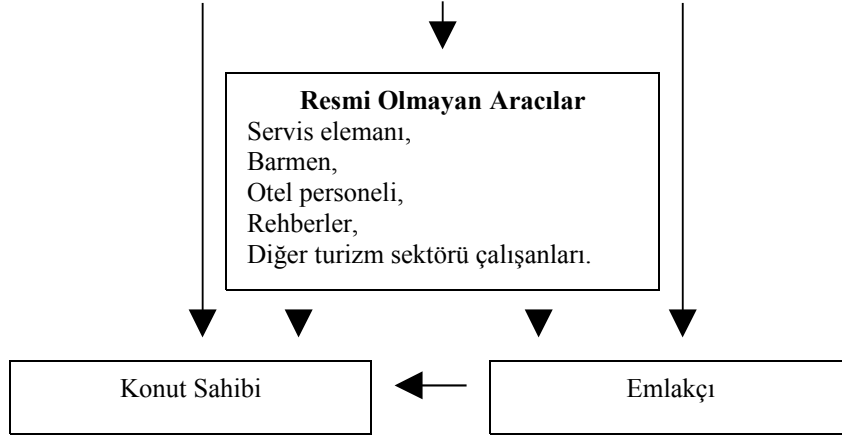 Resmi Olmayan Aracılar
Servis elemanı,
Barmen,
Otel personeli,
Rehberler,
Diğer turizm sektörü çalışanları.
Konut Sahibi
Emlakçı